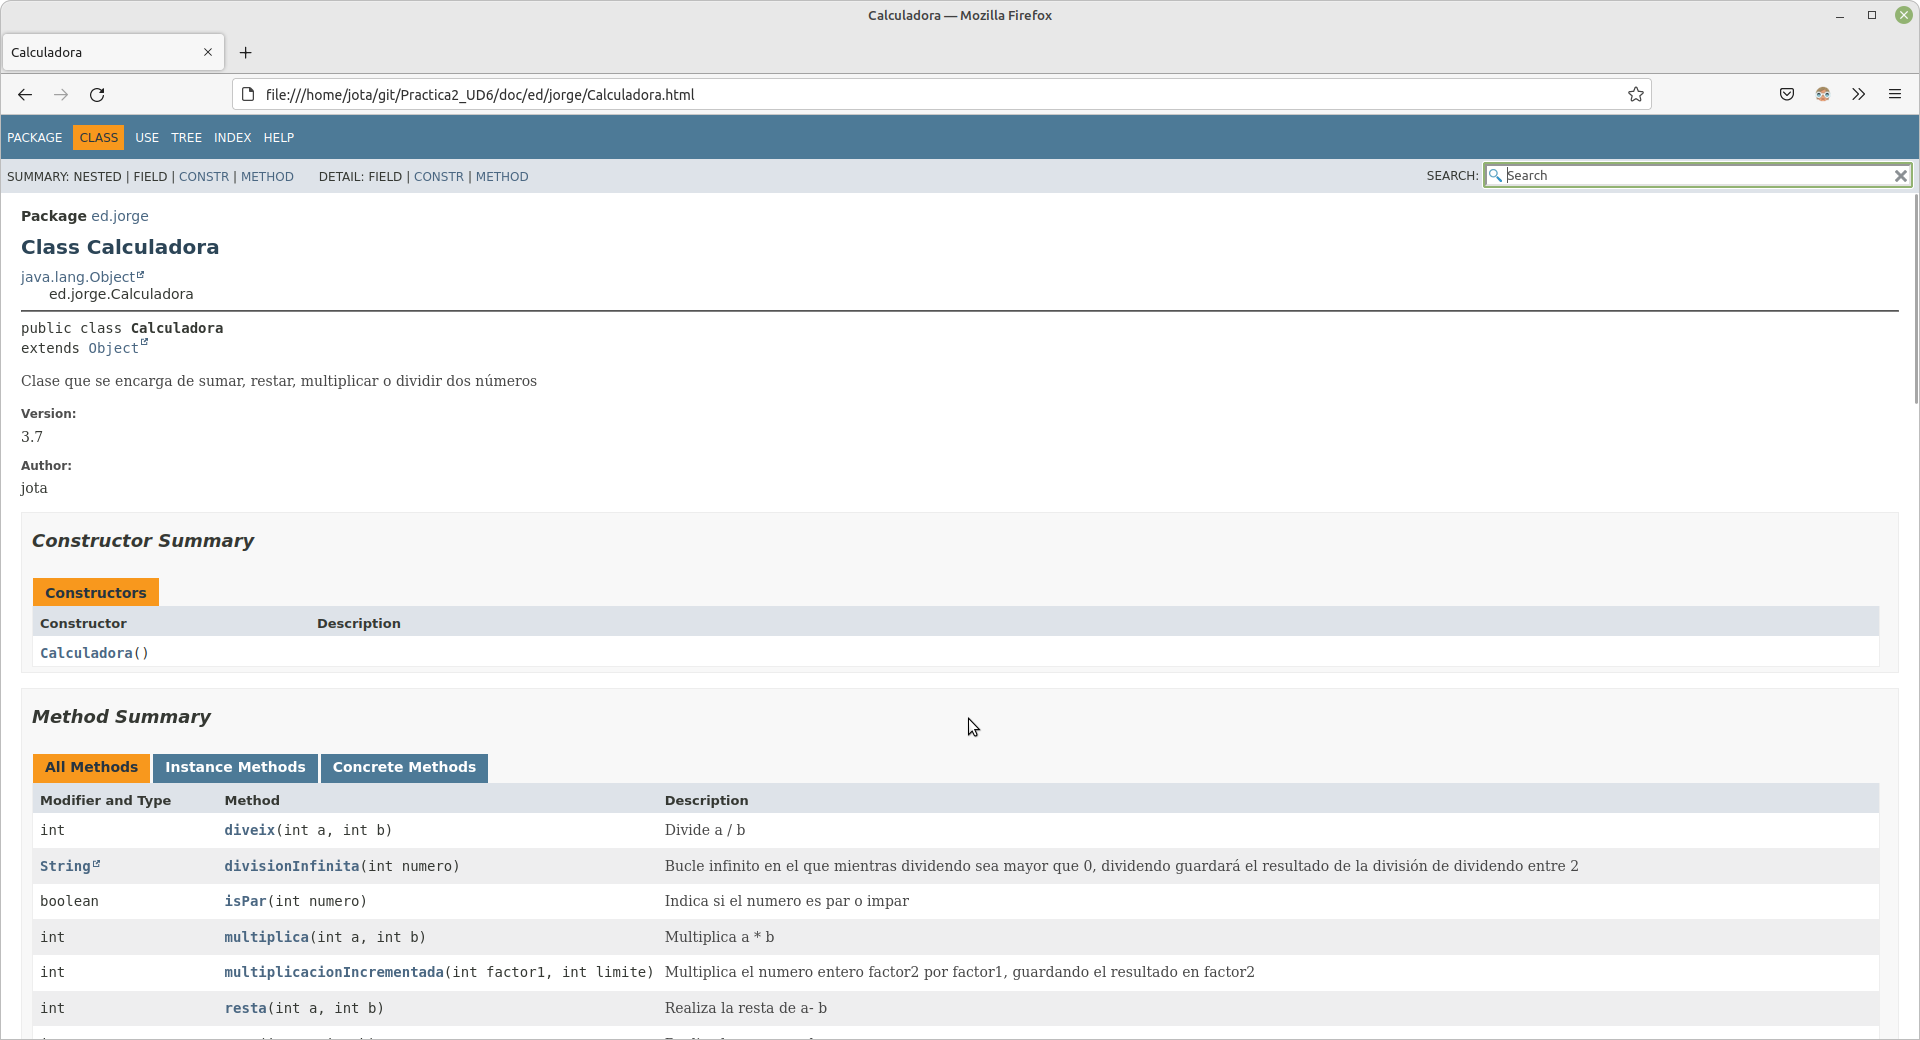 Calculadora — Mozilla Firefox
Calculadora
file:///home/jota/git/Practica2_UD6/doc/ed/jorge/Calculadora.html
PACKAGE CLASS USE TREE INDEX HELP
SUMMARY: NESTED | FIELD | CONSTR | METHOD DETAIL: FIELD | CONSTR | METHOD SEARCH: Search
Package ed.jorge
Class Calculadora
java.lang.Object
ed.jorge.Calculadora
public class Calculadora
extends Object
Clase que se encarga de sumar, restar, multiplicar o dividir dos números
Version:
3.7
Author:
jota
Constructor Summary
Constructors
Constructor Description
Calculadora()
Method Summary
All Methods Instance Methods Concrete Methods
Modifier and Type Method Description
int diveix(int a, int b) Divide a / b
String divisionInfinita(int numero) Bucle infinito en el que mientras dividendo sea mayor que 0, dividendo guardará el resultado de la división de dividendo entre 2
boolean isPar(int numero) Indica si el numero es par o impar
int multiplica(int a, int b) Multiplica a * b
int multiplicacionIncrementada(int factor1, int limite) Multiplica el numero entero factor2 por factor1, guardando el resultado en factor2
int resta(int a, int b) Realiza la resta de a- b